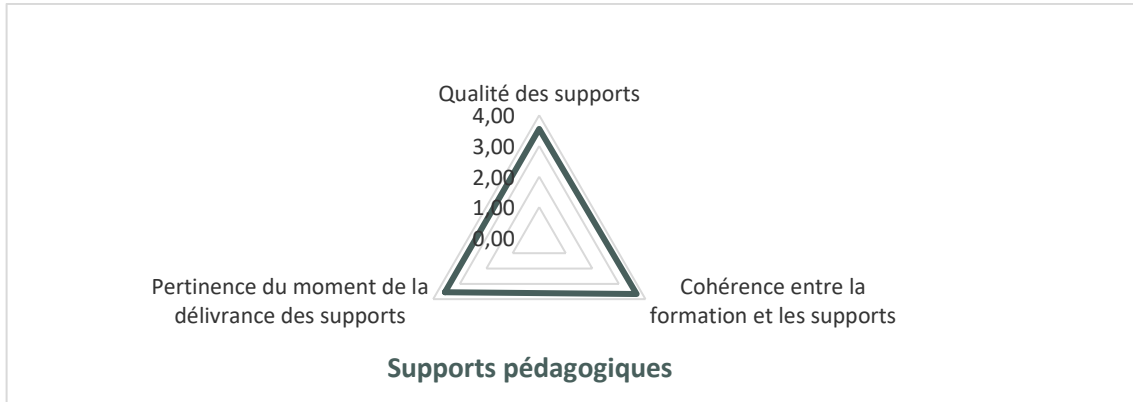 Qualité des supports
4,00
3,00
2,00
1,00
0,00
Pertinence du moment de la
délivrance des supports
Cohérence entre la
formation et les supports
Supports pédagogiques